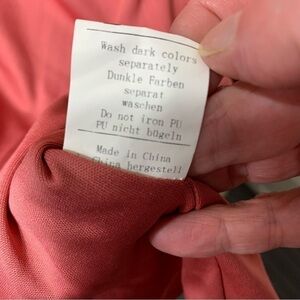 Wash dark colors
separately
Dunkle Farben
separat
waschen
Do not iron PU
PU nicht bügeln
Made in China
China hergestell